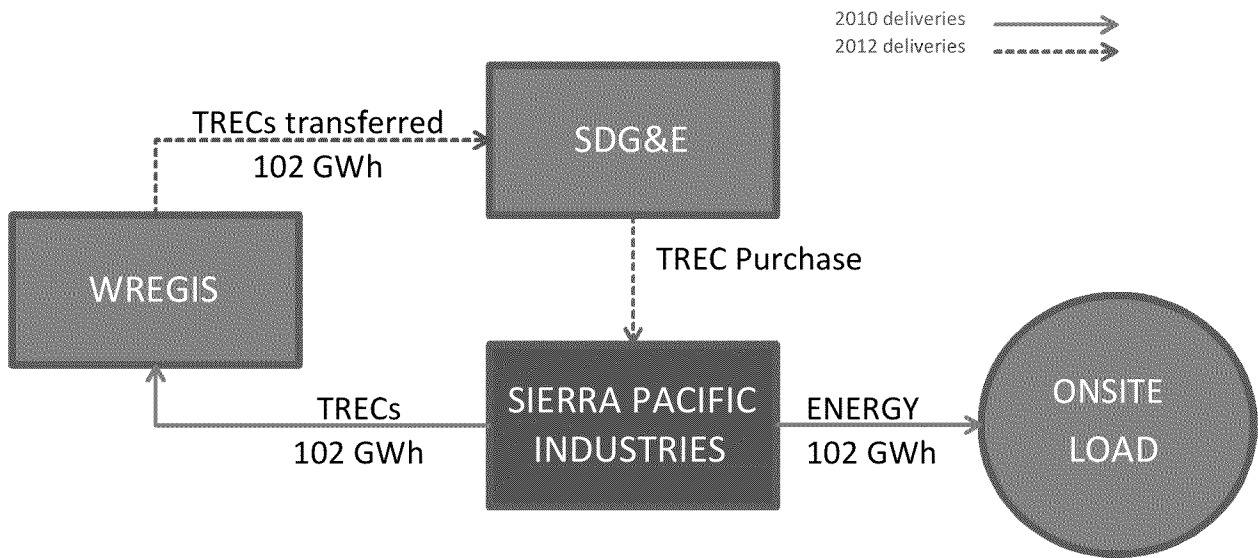 2010 deliveries
2012 deliveries
TRECs transferred
102 GWh
SDG&E
WREGIS
TREC Purchase
TRECs
102 GWh
SIERRA PACIFIC
INDUSTRIES
ENERGY
102 GWh
ONSITE
LOAD